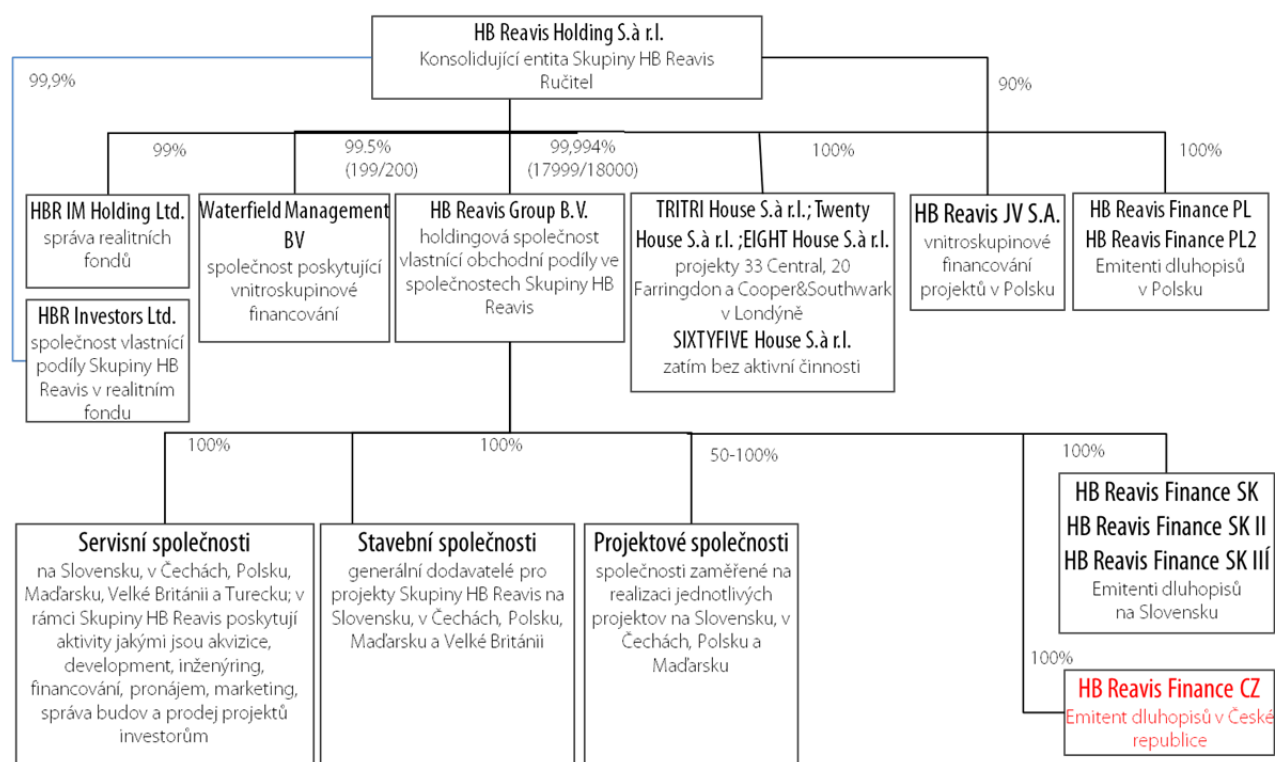 HB Reavis Holding S.à r.l.
Konsolidující entita Skupiny HB Reavis
Ručitel
99,9%
90%
99%
99.5%
(199/200)
99,994%
(17999/18000)
100%
100%
HBR IM Holding Ltd.
správa realitních
fondů
HBR Investors Ltd.
společnost vlastnící
podíly Skupiny HB
Reavis v realitním
fondu
Waterfield Management
BV
společnost poskytující
vnitroskupinové
financování
HB Reavis Group B.V.
holdingová společnost
vlastnící obchodní podíly ve
společnostech Skupiny HB
Reavis
TRITRI House S.à r.l.; Twenty
House S.à r.l. ;EIGHT House S.à r.l.
projekty 33 Central, 20
Farringdon a Cooper&Southwark
v Londýně
SIXTYFIVE House S.à r.l.
zatím bez aktivní činnosti
HB Reavis JV S.A.
vnitroskupinové
financování
projektů v Polsku
HB Reavis Finance PL
HB Reavis Finance PL2
Emitenti dluhopisů
v Polsku
100%
100%
50-100%
100%
Servisní společnosti
na Slovensku, v Čechách, Polsku,
Maďarsku, Velké Británii a Turecku; v
rámci Skupiny HB Reavis poskytují
aktivity jakými jsou akvizice,
development, inženýring,
financování, pronájem, marketing,
správa budov a prodej projektů
investorům
Stavební společnosti
generální dodavatelé pro
projekty Skupiny HB Reavis na
Slovensku, v Čechách, Polsku,
Maďarsku a Velké Británii
Projektové společnosti
společnosti zaměřené na
realizaci jednotlivých
projektov na Slovensku, v
Čechách, Polsku a
Maďarsku
HB Reavis Finance SK
HB Reavis Finance SK II
HB Reavis Finance SK IIÍ
Emitenti dluhopisů
na Slovensku
100%
HB Reavis Finance CZ
Emitent dluhopisů v České
republice